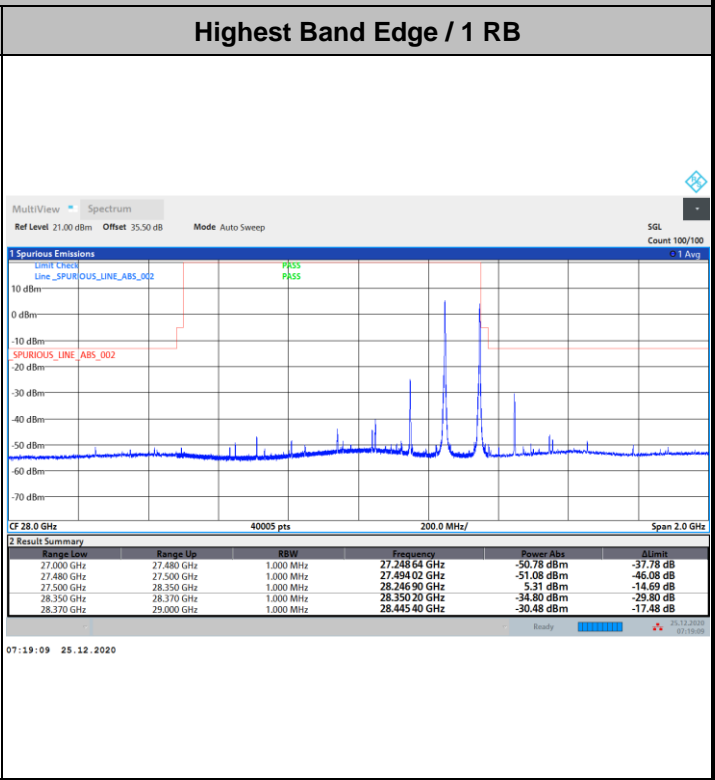 Highest Band Edge / 1 RB
MultiView Spectrum
Ref Level 21.00 dBm Offset 35.50 dB Mode Auto Sweep SGL
Count 100/100
1 Spurious Emissions 1 Avg
Limit Check PASS
Line _SPURIOUS_LINE_ABS_002 PASS
10 dBm
0 dBm
-10 dBm
_SPURIOUS_LINE_ABS_002
-20 dBm
-30 dBm
-40 dBm
-50 dBm
-60 dBm
-70 dBm
CF 28.0 GHz 40005 pts 200.0 MHz/ Span 2.0 GHz
2 Result Summary
Range Low Range Up RBW Frequency Power Abs ΔLimit
27.000 GHz 27.480 GHz 1.000 MHz 27.248 64 GHz -50.78 dBm -37.78 dB
27.480 GHz 27.500 GHz 1.000 MHz 27.494 02 GHz -51.08 dBm -46.08 dB
27.500 GHz 28.350 GHz 1.000 MHz 28.246 90 GHz 5.31 dBm -14.69 dB
28.350 GHz 28.370 GHz 1.000 MHz 28.350 20 GHz -34.80 dBm -29.80 dB
28.370 GHz 29.000 GHz 1.000 MHz 28.445 40 GHz -30.48 dBm -17.48 dB
Ready 25.12.2020
07:19:09
07:19:09 25.12.2020